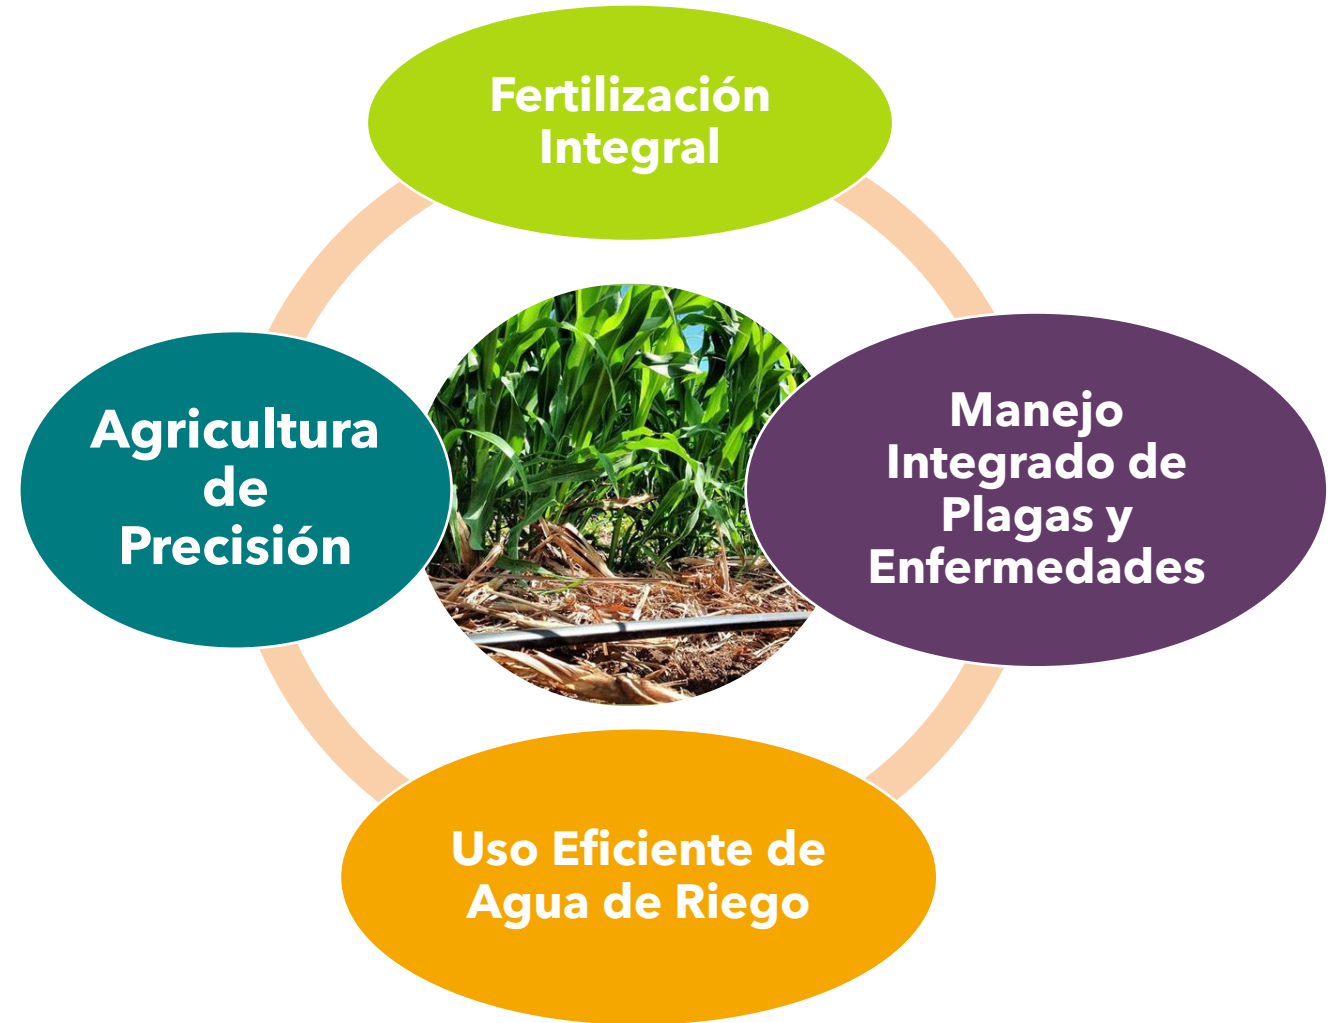 Fertilización
Integral
Manejo
Integrado de
Plagas y
Enfermedades
Uso Eficiente de
Agua de Riego
Agricultura
de
Precisión